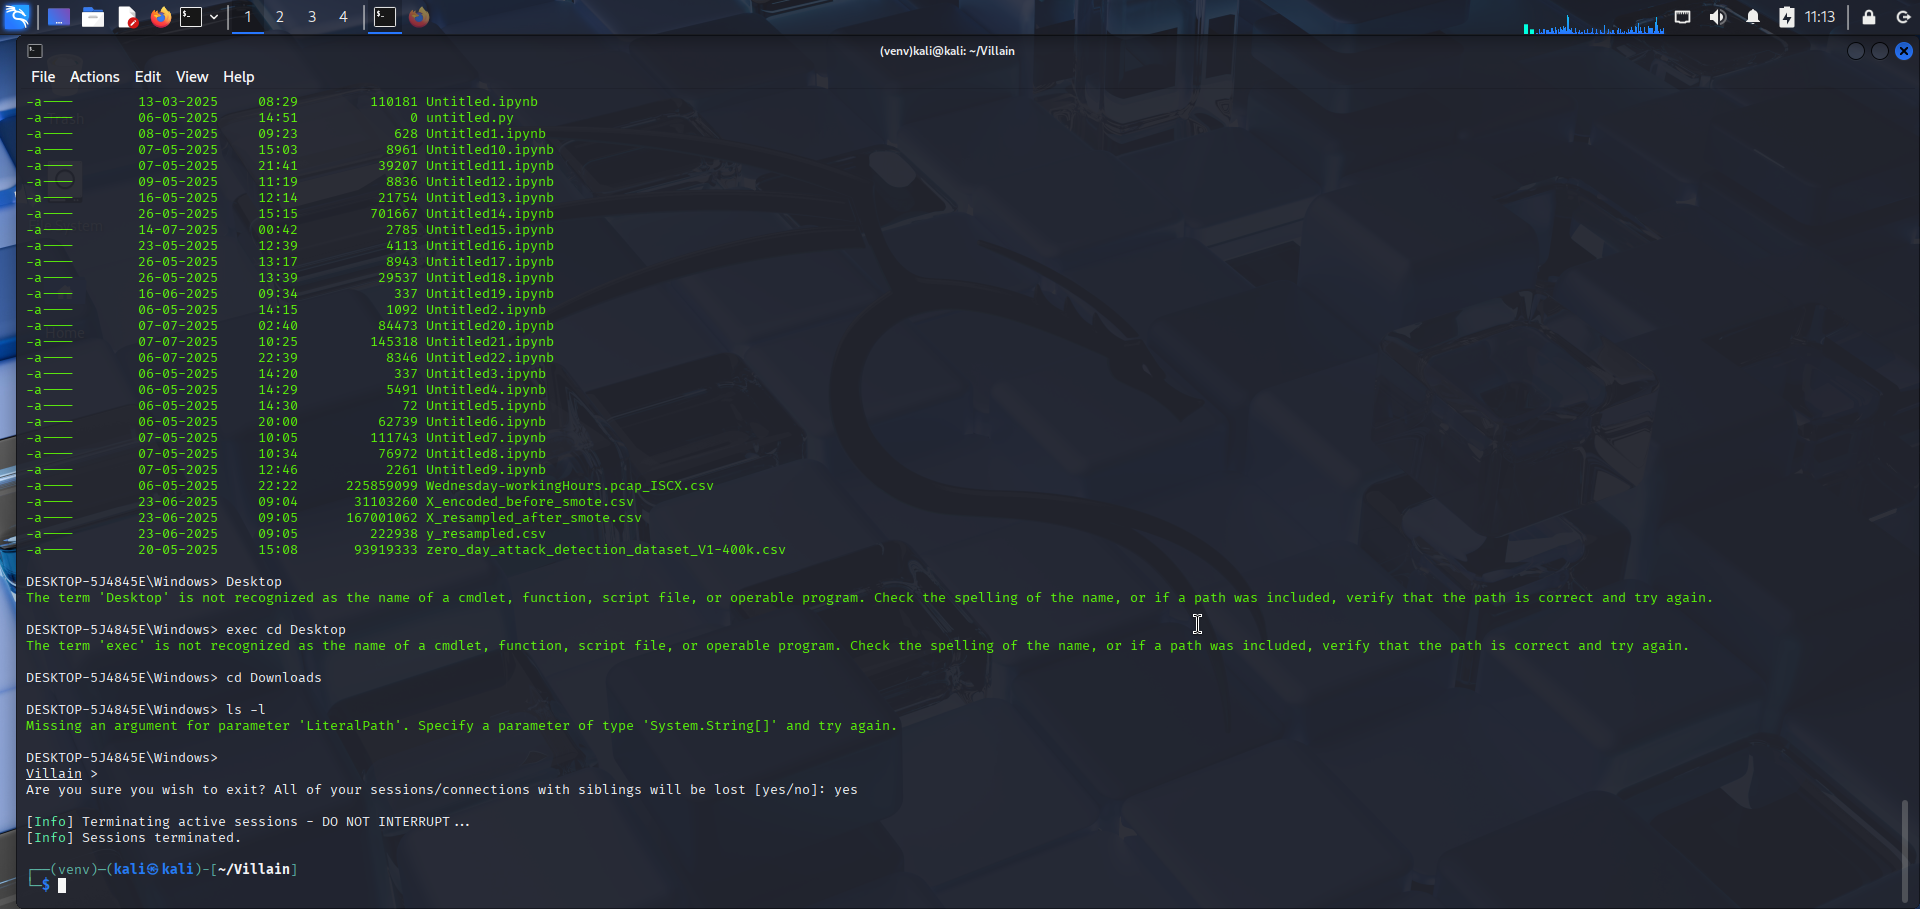 1 2 3 4 11:13
(venv)kali@kali: ~/Villain
File Actions Edit View Help
-a---- 13-03-2025 08:29 110181 Untitled.ipynb
-a---- 06-05-2025 14:51 0 untitled.py
-a---- 08-05-2025 09:23 628 Untitled1.ipynb
-a---- 07-05-2025 15:03 8961 Untitled10.ipynb
-a---- 07-05-2025 21:41 39207 Untitled11.ipynb
-a---- 09-05-2025 11:19 8836 Untitled12.ipynb
-a---- 16-05-2025 12:14 21754 Untitled13.ipynb
-a---- 26-05-2025 15:15 701667 Untitled14.ipynb
-a---- 14-07-2025 00:42 2785 Untitled15.ipynb
-a---- 23-05-2025 12:39 4113 Untitled16.ipynb
-a---- 26-05-2025 13:17 8943 Untitled17.ipynb
-a---- 26-05-2025 13:39 29537 Untitled18.ipynb
-a---- 16-06-2025 09:34 337 Untitled19.ipynb
-a---- 06-05-2025 14:15 1092 Untitled2.ipynb
-a---- 07-07-2025 02:40 84473 Untitled20.ipynb
-a---- 07-07-2025 10:25 145318 Untitled21.ipynb
-a---- 06-07-2025 22:39 8346 Untitled22.ipynb
-a---- 06-05-2025 14:20 337 Untitled3.ipynb
-a---- 06-05-2025 14:29 5491 Untitled4.ipynb
-a---- 06-05-2025 14:30 72 Untitled5.ipynb
-a---- 06-05-2025 20:00 62739 Untitled6.ipynb
-a---- 07-05-2025 10:05 111743 Untitled7.ipynb
-a---- 07-05-2025 10:34 76972 Untitled8.ipynb
-a---- 07-05-2025 12:46 2261 Untitled9.ipynb
-a---- 06-05-2025 22:22 225859099 Wednesday-workingHours.pcap_ISCX.csv
-a---- 23-06-2025 09:04 31103260 X_encoded_before_smote.csv
-a---- 23-06-2025 09:05 167001062 X_resampled_after_smote.csv
-a---- 23-06-2025 09:05 222938 y_resampled.csv
-a---- 20-05-2025 15:08 93919333 zero_day_attack_detection_dataset_V1-400k.csv
DESKTOP-5J4845E\Windows> Desktop
The term 'Desktop' is not recognized as the name of a cmdlet, function, script file, or operable program. Check the spelling of the name, or if a path was included, verify that the path is correct and try again.
DESKTOP-5J4845E\Windows> exec cd Desktop
The term 'exec' is not recognized as the name of a cmdlet, function, script file, or operable program. Check the spelling of the name, or if a path was included, verify that the path is correct and try again.
DESKTOP-5J4845E\Windows> cd Downloads
DESKTOP-5J4845E\Windows> ls -l
Missing an argument for parameter 'LiteralPath'. Specify a parameter of type 'System.String[]' and try again.
DESKTOP-5J4845E\Windows>
Villain >
Are you sure you wish to exit? All of your sessions/connections with siblings will be lost [yes/no]: yes
[Info] Terminating active sessions - DO NOT INTERRUPT...
[Info] Sessions terminated.
┌──(venv)─(kali㉿kali)-[~/Villain]
└─$